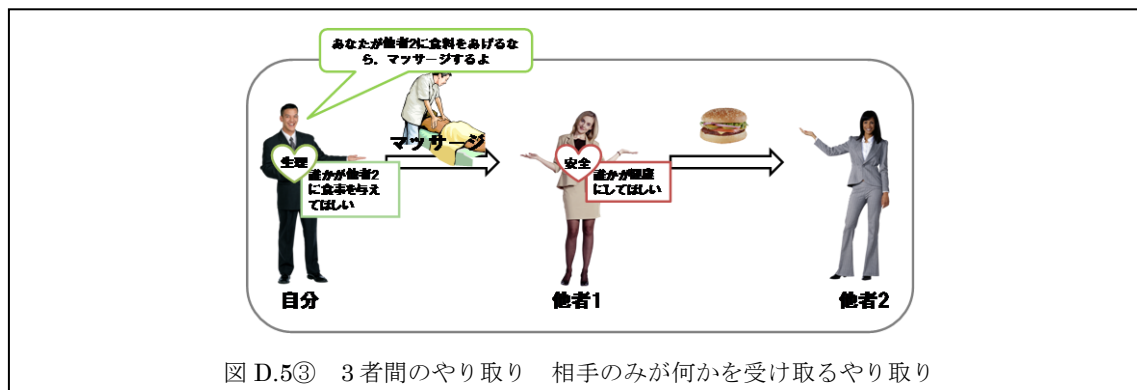 あなたが他者2に食料をあげるな
ら，マッサージするよ
マッサージ
生理
誰かが他者2
に食事を与え
てほしい
安全
誰かが健康
にしてほしい
自分
他者1
他者2
図 D.5③ 3者間のやり取り 相手のみが何かを受け取るやり取り